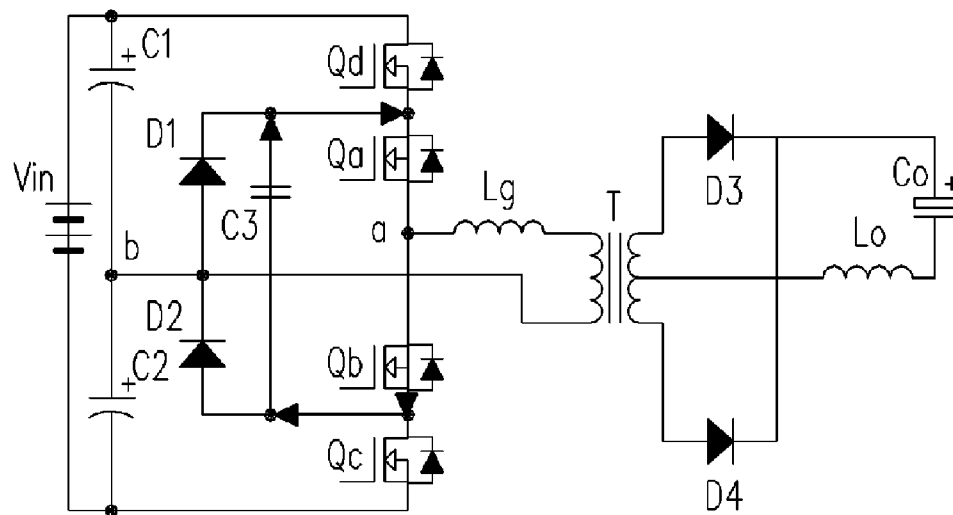 C1
+
Qd
D1
Qa
Vin
C3
Lg
T
D3
Co
+
a
b
Lo
D2
C2
+
Qb
Qc
D4